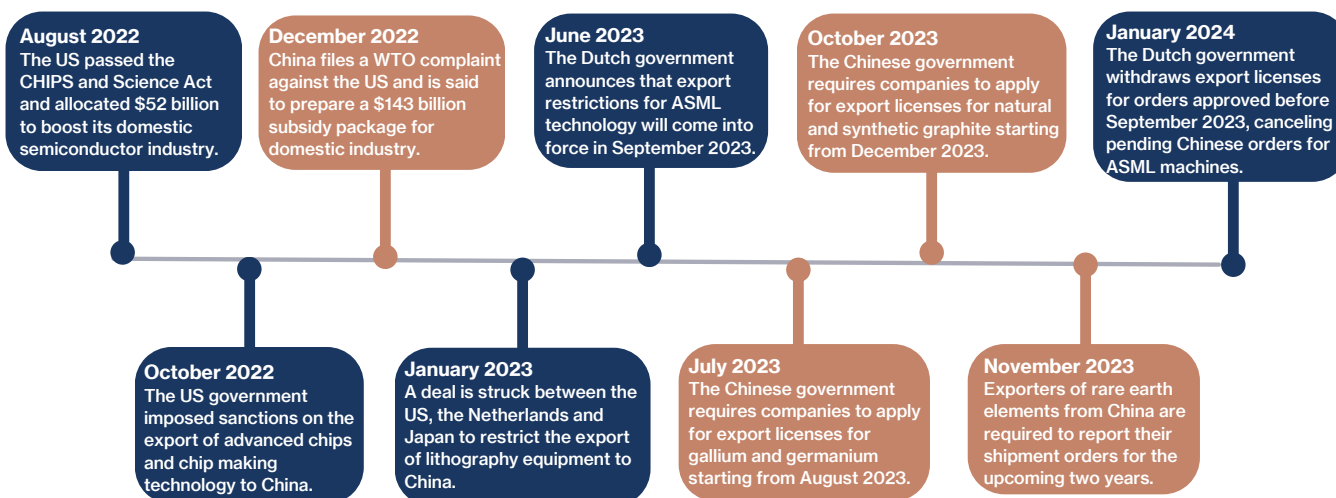 August 2022
The US passed the
CHIPS and Science Act
and allocated $52 billion
to boost its domestic
semiconductor industry.
December 2022
China files a WTO complaint
against the US and is said
to prepare a $143 billion
subsidy package for
domestic industry.
June 2023
The Dutch government
announces that export
restrictions for ASML
technology will come into
force in September 2023.
October 2023
The Chinese government
requires companies to apply
for export licenses for natural
and synthetic graphite starting
from December 2023.
January 2024
The Dutch government
withdraws export licenses
for orders approved before
September 2023, canceling
pending Chinese orders for
ASML machines.
October 2022
The US government
imposed sanctions on the
export of advanced chips
and chip making
technology to China.
January 2023
A deal is struck between the
US, the Netherlands and
Japan to restrict the export
of lithography equipment to
China.
July 2023
The Chinese government
requires companies to apply
for export licenses for
gallium and germanium
starting from August 2023.
November 2023
Exporters of rare earth
elements from China are
required to report their
shipment orders for the
upcoming two years.